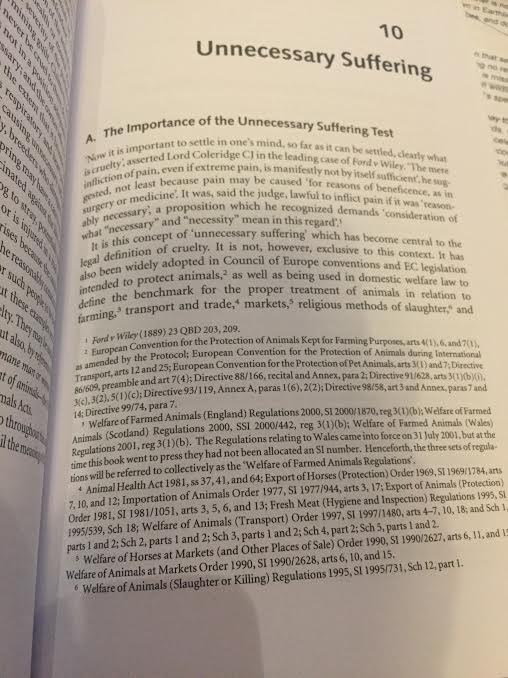 10
Unnecessary Suffering
A. The Importance of the Unnecessary Suffering Test
'Now it is important to settle in one's mind, so far as it can be settled, clearly what
is cruelty', asserted Lord Coleridge CJ in the leading case of Ford v Wiley. 'The mere
infliction of pain, even if extreme pain, is manifestly not by itself sufficient', he sug-
gested, not least because pain may be caused 'for reasons of beneficence, as in
surgery or medicine'. It was, said the judge, lawful to inflict pain if it was 'reason-
ably necessary', a proposition which he recognized demands 'consideration of
what "necessary" and "necessity" mean in this regard'.¹
It is this concept of 'unnecessary suffering' which has become central to the
legal definition of cruelty. It is not, however, exclusive to this context. It has
also been widely adopted in Council of Europe conventions and EC legislation
intended to protect animals,² as well as being used in domestic welfare law to
define the benchmark for the proper treatment of animals in relation to
farming,³ transport and trade,⁴ markets,⁵ religious methods of slaughter,⁶ and
¹ Ford v Wiley (1889) 23 QBD 203, 209.
² European Convention for the Protection of Animals Kept for Farming Purposes, arts 4(1), 6, and 7(1),
as amended by the Protocol; European Convention for the Protection of Animals during International
Transport, arts 12 and 25; European Convention for the Protection of Pet Animals, arts 3(1) and 7; Directive
86/609, preamble and art 7(4); Directive 88/166, recital and Annex, para 2; Directive 91/628, arts 3(1)(b)(i),
3(c), 3(2), 5(1)(c); Directive 93/119, Annex A, paras 1(6), 2(2); Directive 98/58, art 3 and Annex, paras 7 and
14; Directive 99/74, para 7.
³ Welfare of Farmed Animals (England) Regulations 2000, SI 2000/1870, reg 3(1)(b); Welfare of Farmed
Animals (Scotland) Regulations 2000, SSI 2000/442, reg 3(1)(b); Welfare of Farmed Animals (Wales)
Regulations 2001, reg 3(1)(b). The Regulations relating to Wales came into force on 31 July 2001, but at the
time this book went to press they had not been allocated an SI number. Henceforth, the three sets of regula-
tions will be referred to collectively as the 'Welfare of Farmed Animals Regulations'.
⁴ Animal Health Act 1981, ss 37, 41, and 64; Export of Horses (Protection) Order 1969, SI 1969/1784, arts
7, 10, and 12; Importation of Animals Order 1977, SI 1977/944, arts 3, 17; Export of Animals (Protection)
Order 1981, SI 1981/1051, arts 3, 5, 6, and 13; Fresh Meat (Hygiene and Inspection) Regulations 1995, SI
1995/539, Sch 18; Welfare of Animals (Transport) Order 1997, SI 1997/1480, arts 4–7, 10, 18; and Sch 1,
parts 1 and 2; Sch 2, parts 1 and 2; Sch 3, parts 1 and 2; Sch 4, part 2; Sch 5, parts 1 and 2.
⁵ Welfare of Horses at Markets (and Other Places of Sale) Order 1990, SI 1990/2627, arts 6, 11, and
Welfare of Animals at Markets Order 1990, SI 1990/2628, arts 6, 10, and 15.
⁶ Welfare of Animals (Slaughter or Killing) Regulations 1995, SI 1995/731, Sch 12, part 1.